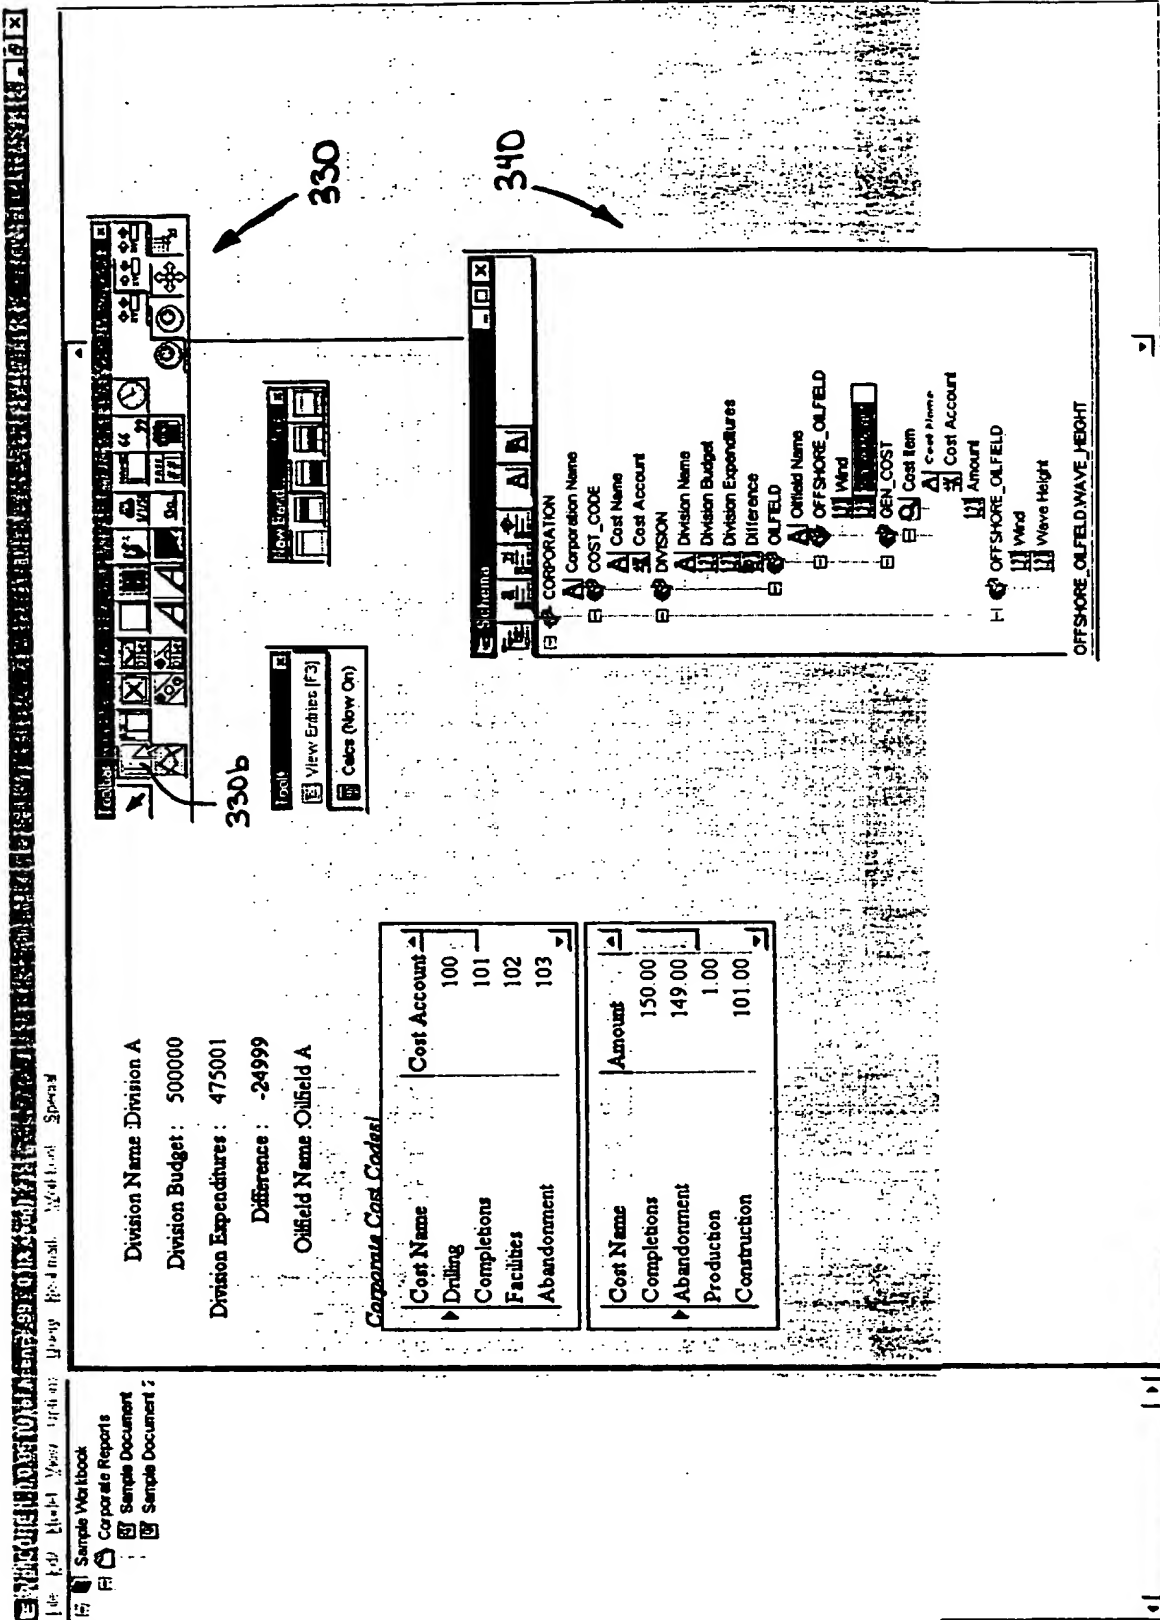 Sample Workbook
Corporate Reports
Sample Document
Sample Document 2
Division Name :Division A
Division Budget : 500000
Division Expenditures : 475001
Difference : -24999
Oilfield Name :Oilfield A
Corporate Cost Codes!
Cost Name Cost Account
Drilling 100
Completions 101
Facilities 102
Abandonment 103
Cost Name Amount
Completions 150.00
Abandonment 149.00
Production 1.00
Construction 101.00
330b
330
Tools
View Entries [F3]
Calcs (Now On)
340
Schema
CORPORATION
Corporation Name
COST_CODE
Cost Name
Cost Account
DIVISION
Division Name
Division Budget
Division Expenditures
Difference
OILFIELD
Oilfield Name
OFFSHORE_OILFIELD
Wind
GEN_COST
Cost Item
Cost Name
Cost Account
Amount
OFFSHORE_OILFIELD
Wind
Wave Height
OFFSHORE_OILFIELD.WAVE_HEIGHT